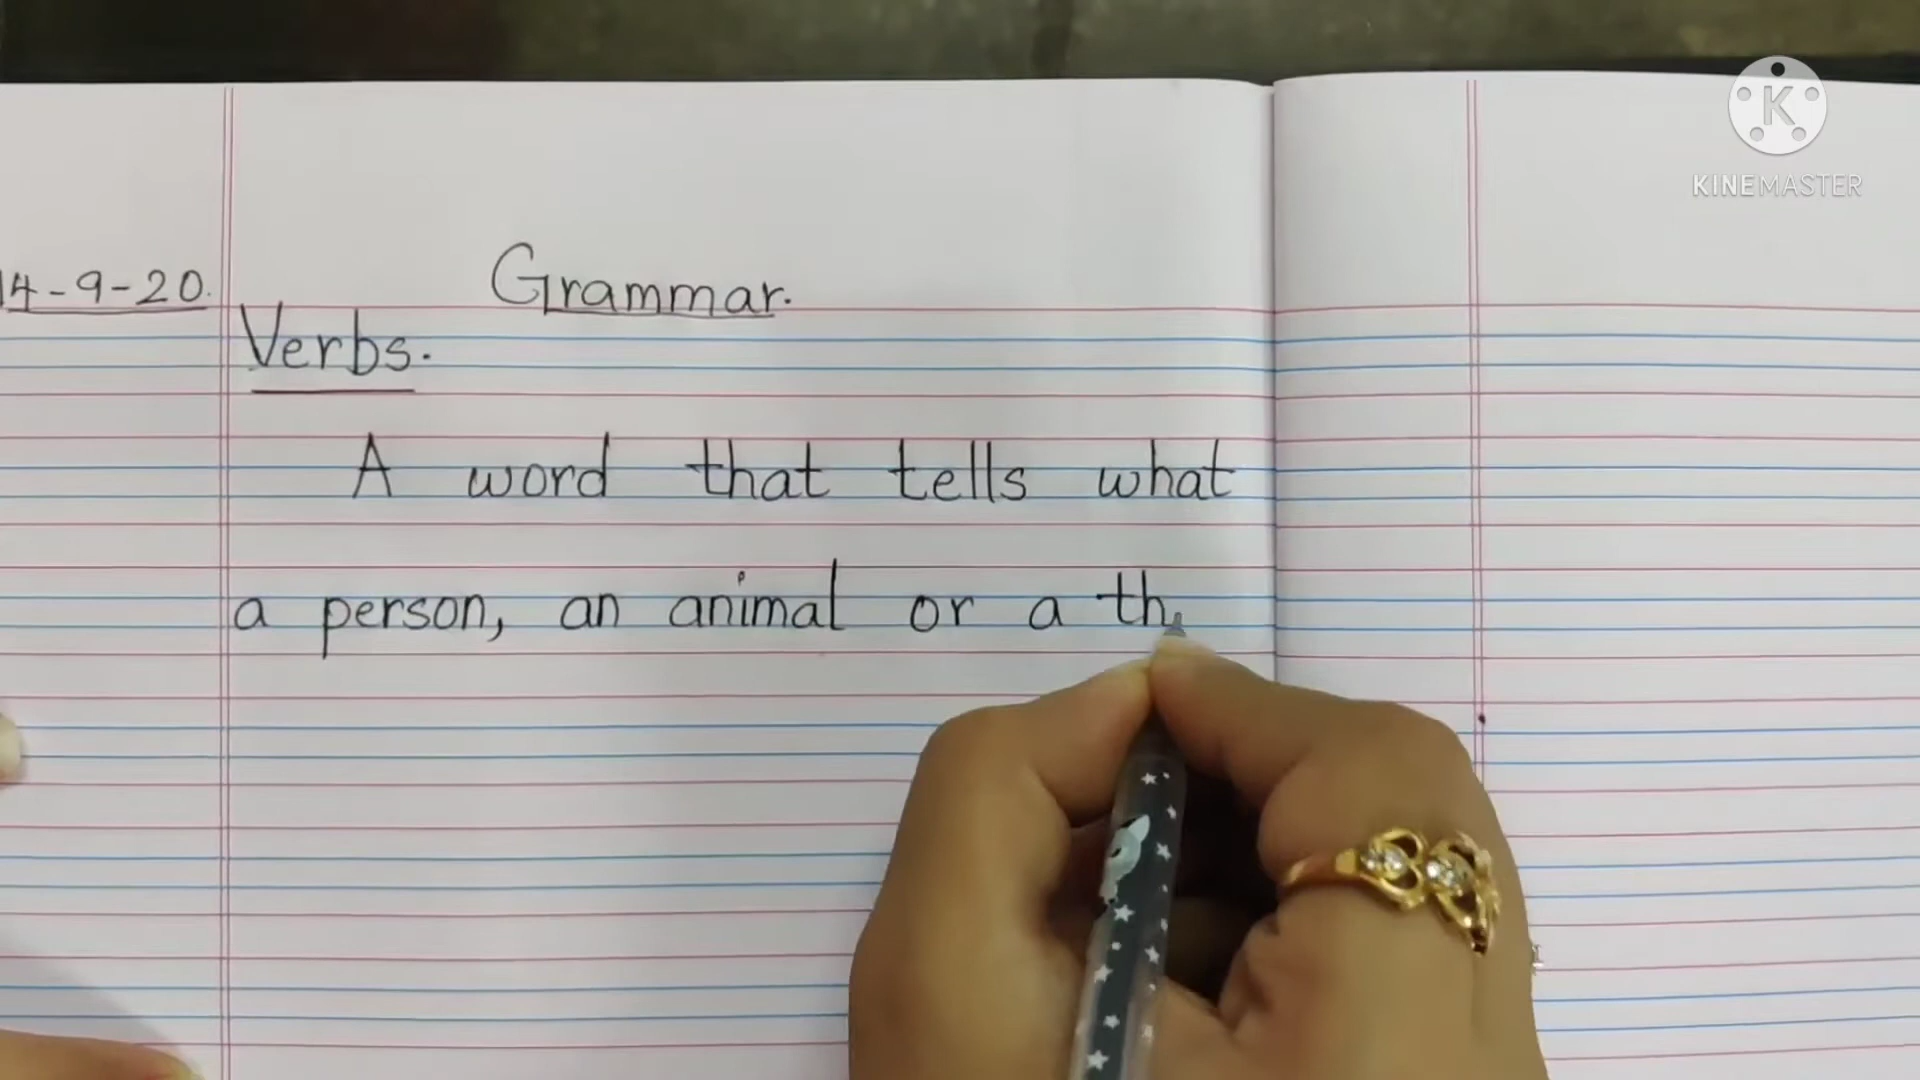 14-9-20.
Grammar.
Verbs.
A word that tells what
a person, an animal or a th
K
KINEMASTER